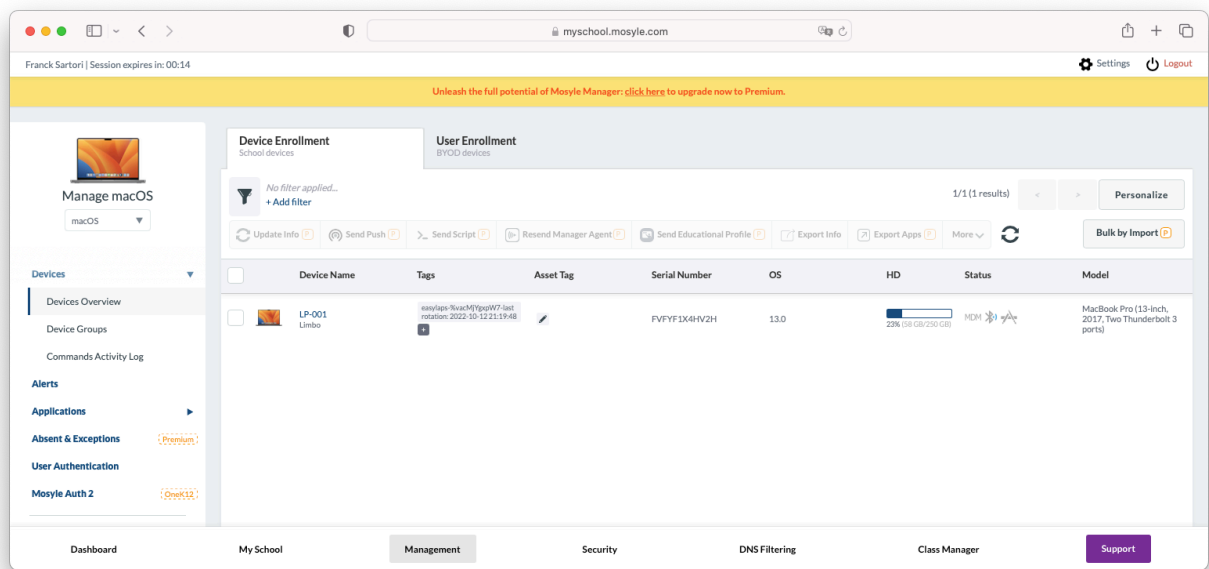 myschool.mosyle.com
Franck Sartori | Session expires in: 00:14
Settings
Logout
Unleash the full potential of Mosyle Manager: click here to upgrade now to Premium.
Manage macOS
macOS
Devices
Devices Overview
Device Groups
Commands Activity Log
Alerts
Applications
Absent & Exceptions Premium
User Authentication
Mosyle Auth 2 OneK12
Device Enrollment
School devices
User Enrollment
BYOD devices
No filter applied...
+ Add filter
1/1 (1 results)
<
>
Personalize
Update Info P
Send Push P
Send Script P
Resend Manager Agent P
Send Educational Profile P
Export Info
Export Apps P
More
Bulk by Import P
Device Name Tags Asset Tag Serial Number OS HD Status Model
LP-001
Limbo
easylaps-%vacMjYgxpW7-last
rotation: 2022-10-12 21:19:48
+
FVFYF1X4HV2H
13.0
23% (58 GB/250 GB)
MDM
MacBook Pro (13-inch,
2017, Two Thunderbolt 3
ports)
Dashboard My School Management Security DNS Filtering Class Manager Support